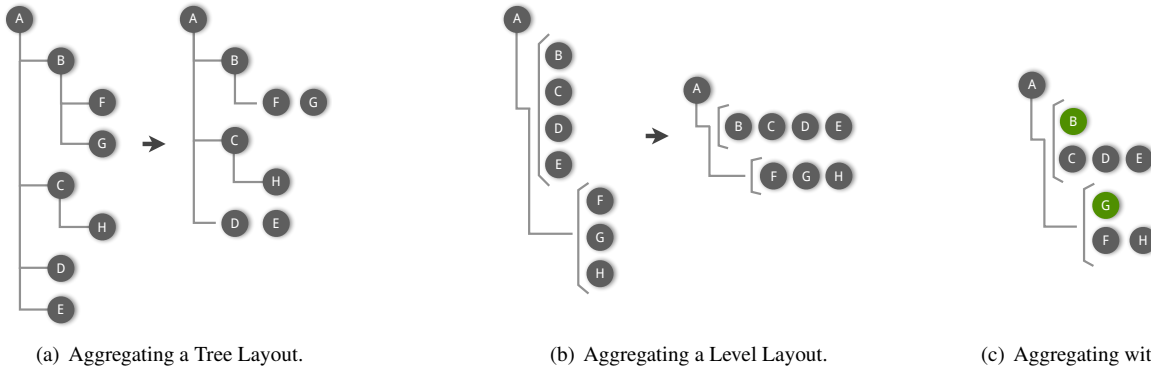 A
B
F
G
C
H
D
E
A
B
F G
C
H
D E
(a) Aggregating a Tree Layout.
A
B
C
D
E
F
G
H
A
B C D E
F G H
(b) Aggregating a Level Layout.
A
B
C D E
G
F H
(c) Aggregating wit